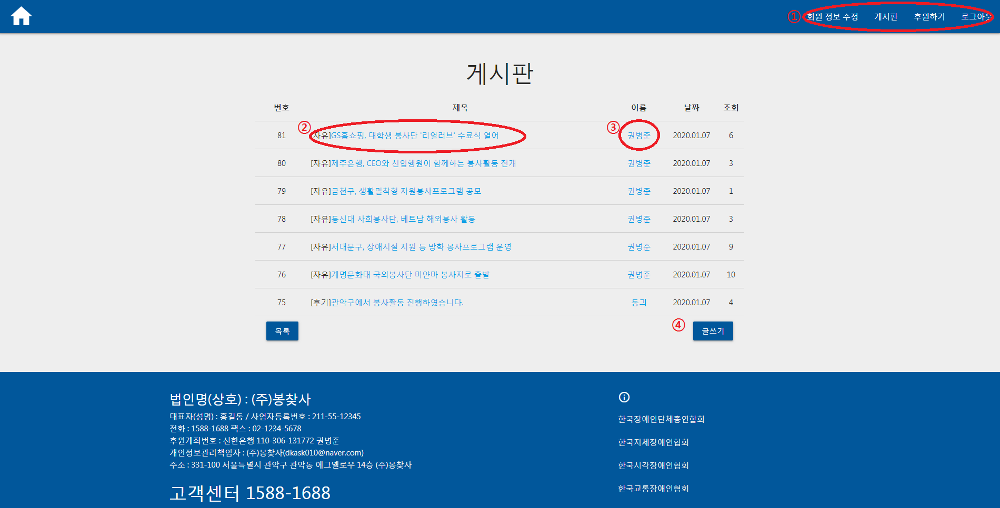 ① 회원 정보 수정 게시판 후원하기 로그아웃
게시판
번호 제목 이름 날짜 조회
② ③
81 [자유]GS홈쇼핑, 대학생 봉사단 '리얼러브' 수료식 열어 권병준 2020.01.07 6
80 [자유]제주은행, CEO와 신입행원이 함께하는 봉사활동 전개 권병준 2020.01.07 3
79 [자유]금천구, 생활밀착형 자원봉사프로그램 공모 권병준 2020.01.07 1
78 [자유]동신대 사회봉사단, 베트남 해외봉사 활동 권병준 2020.01.07 3
77 [자유]서대문구, 장애시설 지원 등 방학 봉사프로그램 운영 권병준 2020.01.07 9
76 [자유]계명문화대 국외봉사단 미얀마 봉사지로 출발 권병준 2020.01.07 10
75 [후기]관악구에서 봉사활동 진행하였습니다. 동긔 2020.01.07 4
목록 ④ 글쓰기
법인명(상호) : (주)봉찾사
대표자(성명) : 홍길동 / 사업자등록번호 : 211-55-12345
전화 : 1588-1688 팩스 : 02-1234-5678
후원계좌번호 : 신한은행 110-306-131772 권병준
개인정보관리책임자 : (주)봉찾사(dkask010@naver.com)
주소 : 331-100 서울특별시 관악구 관악동 에그옐로우 14층 (주)봉찾사
고객센터 1588-1688
한국장애인단체총연합회
한국지체장애인협회
한국시각장애인협회
한국교통장애인협회